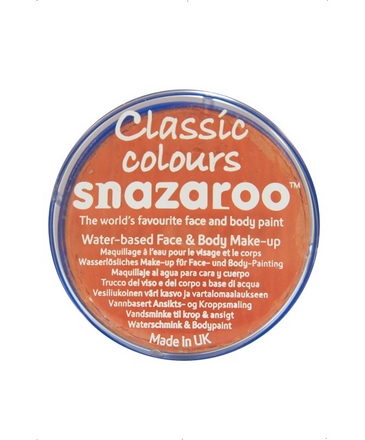 Classic
colours
snazaroo™
The world's favourite face and body paint
Water-based Face & Body Make-up
Maquillage à l'eau pour le visage et le corps
Wasserlösliches Make-up für Face- und Body-Painting
Maquillaje al agua para cara y cuerpo
Trucco del viso e del corpo a base di acqua
Vesiliukoinen väri kasvo ja vartalomaalaukseen
Vannbasert Ansikts- og Kroppsmaling
Vandsminke til krop & ansigt
Waterschmink & Bodypaint
Made in UK